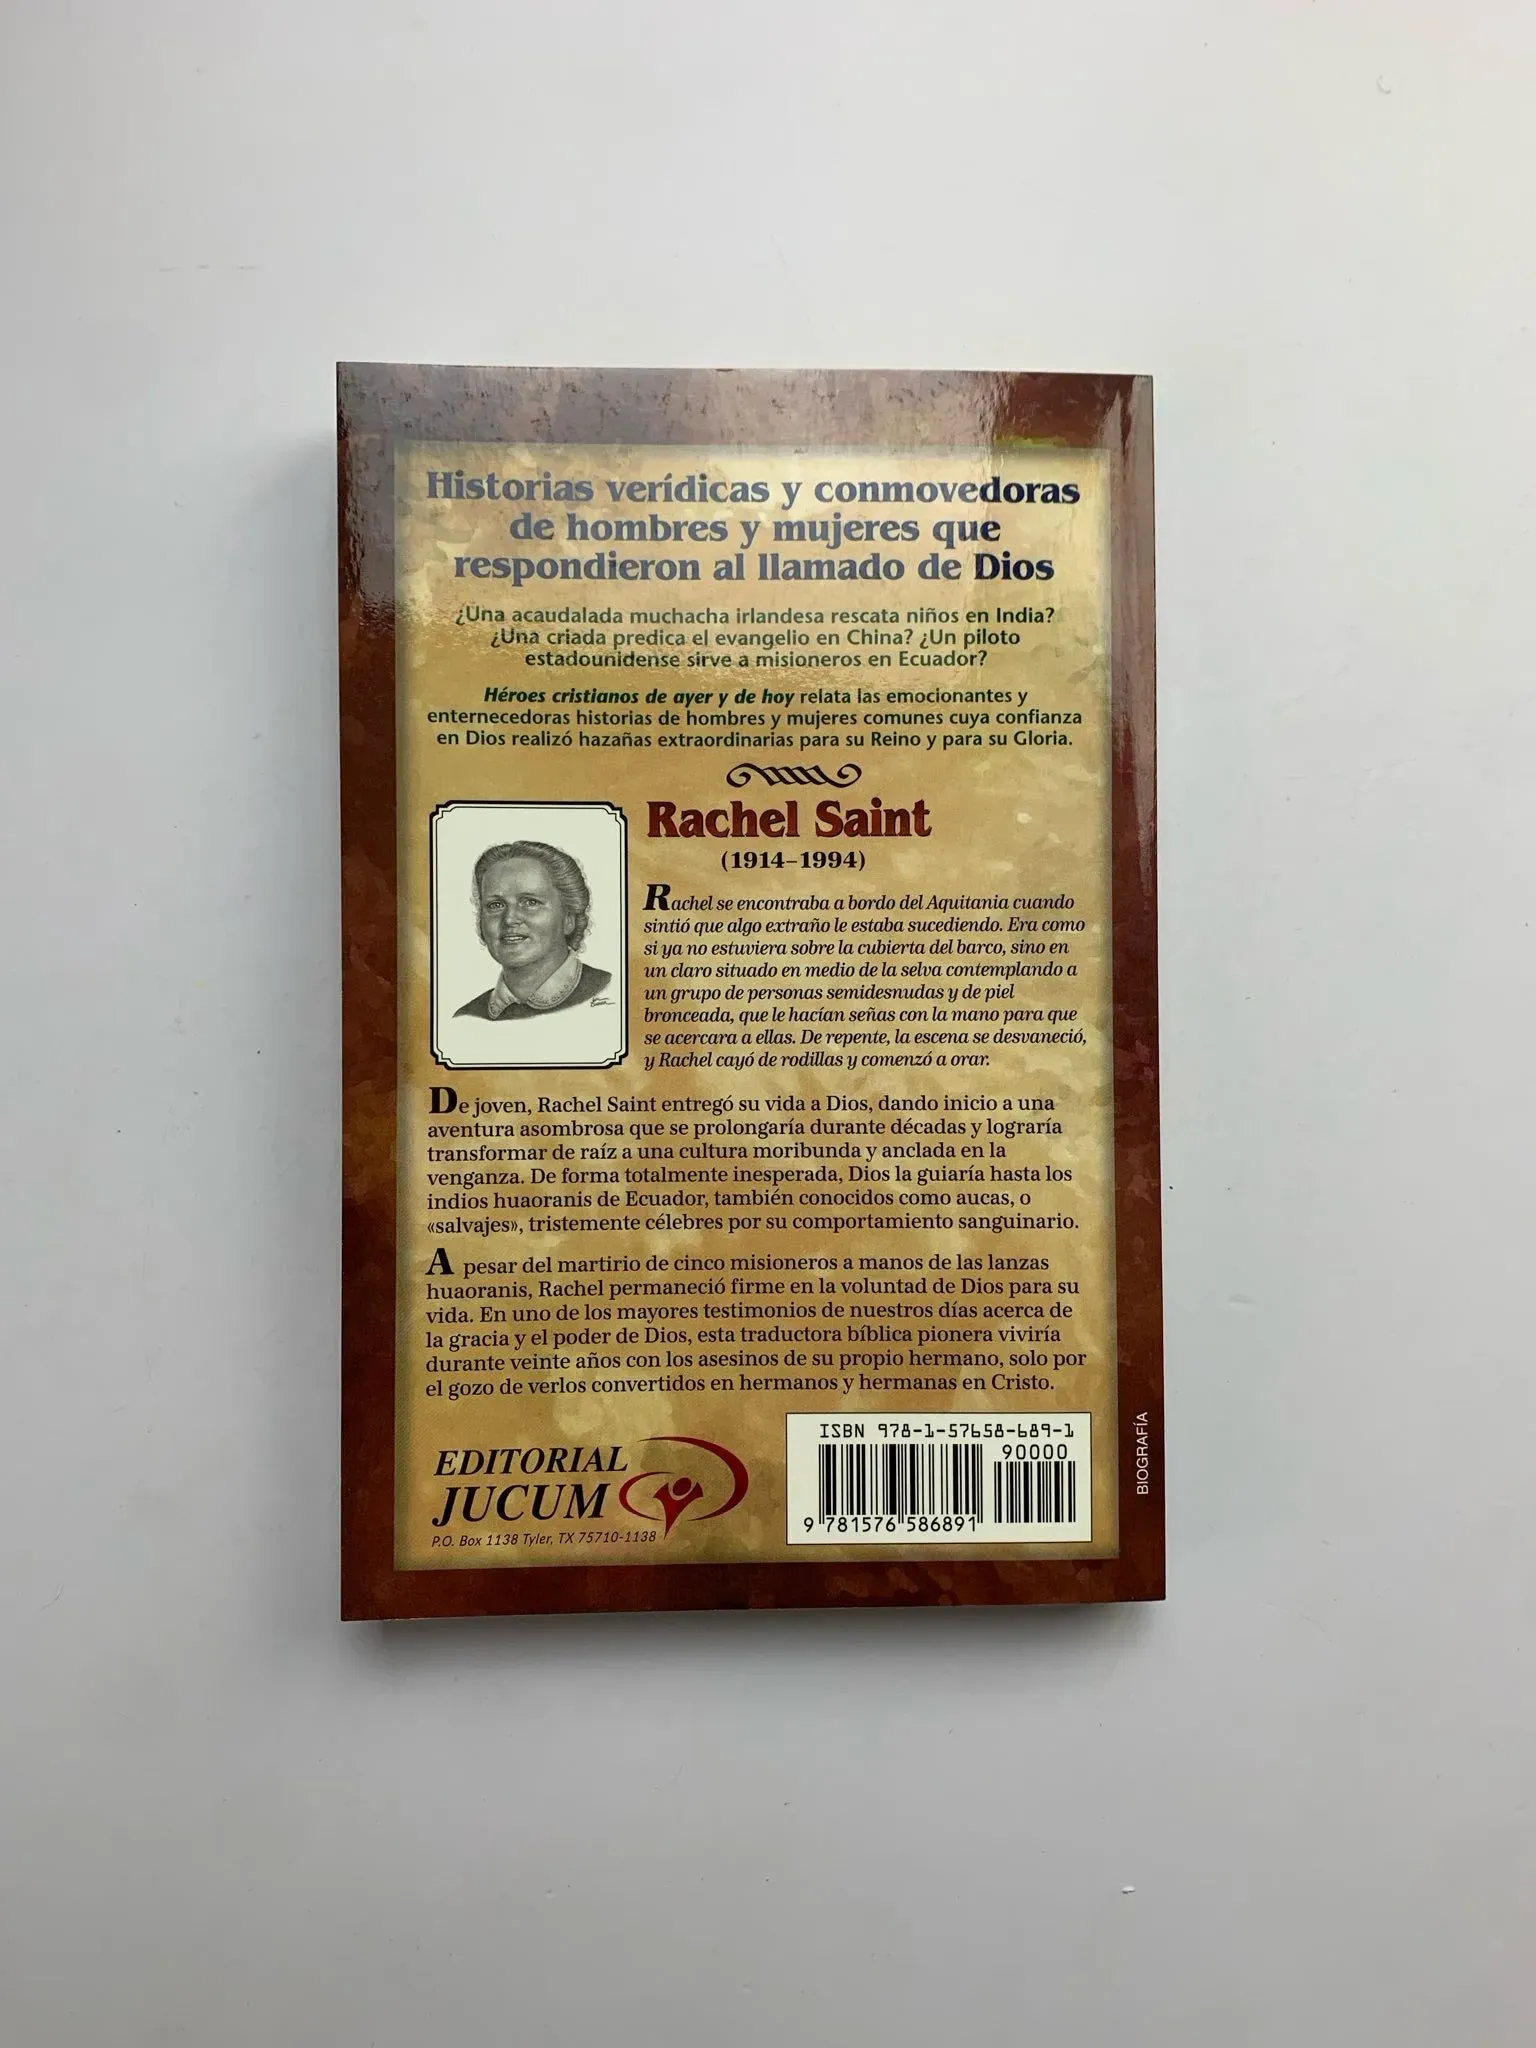 Historias verídicas y conmovedoras
de hombres y mujeres que
respondieron al llamado de Dios
¿Una acaudalada muchacha irlandesa rescata niños en India?
¿Una criada predica el evangelio en China? ¿Un piloto
estadounidense sirve a misioneros en Ecuador?
Héroes cristianos de ayer y de hoy relata las emocionantes y
enternecedoras historias de hombres y mujeres comunes cuya confianza
en Dios realizó hazañas extraordinarias para su Reino y para su Gloria.
Rachel Saint
(1914–1994)
Rachel se encontraba a bordo del Aquitania cuando
sintió que algo extraño le estaba sucediendo. Era como
si ya no estuviera sobre la cubierta del barco, sino en
un claro situado en medio de la selva contemplando a
un grupo de personas semidesnudas y de piel
bronceada, que le hacían señas con la mano para que
se acercara a ellas. De repente, la escena se desvaneció,
y Rachel cayó de rodillas y comenzó a orar.
De joven, Rachel Saint entregó su vida a Dios, dando inicio a una
aventura asombrosa que se prolongaría durante décadas y lograría
transformar de raíz a una cultura moribunda y anclada en la
venganza. De forma totalmente inesperada, Dios la guiaría hasta los
indios huaoranis de Ecuador, también conocidos como aucas, o
«salvajes», tristemente célebres por su comportamiento sanguinario.
A pesar del martirio de cinco misioneros a manos de las lanzas
huaoranis, Rachel permaneció firme en la voluntad de Dios para su
vida. En uno de los mayores testimonios de nuestros días acerca de
la gracia y el poder de Dios, esta traductora bíblica pionera viviría
durante veinte años con los asesinos de su propio hermano, solo por
el gozo de verlos convertidos en hermanos y hermanas en Cristo.
EDITORIAL
JUCUM
P.O. Box 1138 Tyler, TX 75710-1138
ISBN 978-1-57658-689-1
90000
9 781576 586891
BIOGRAFÍA